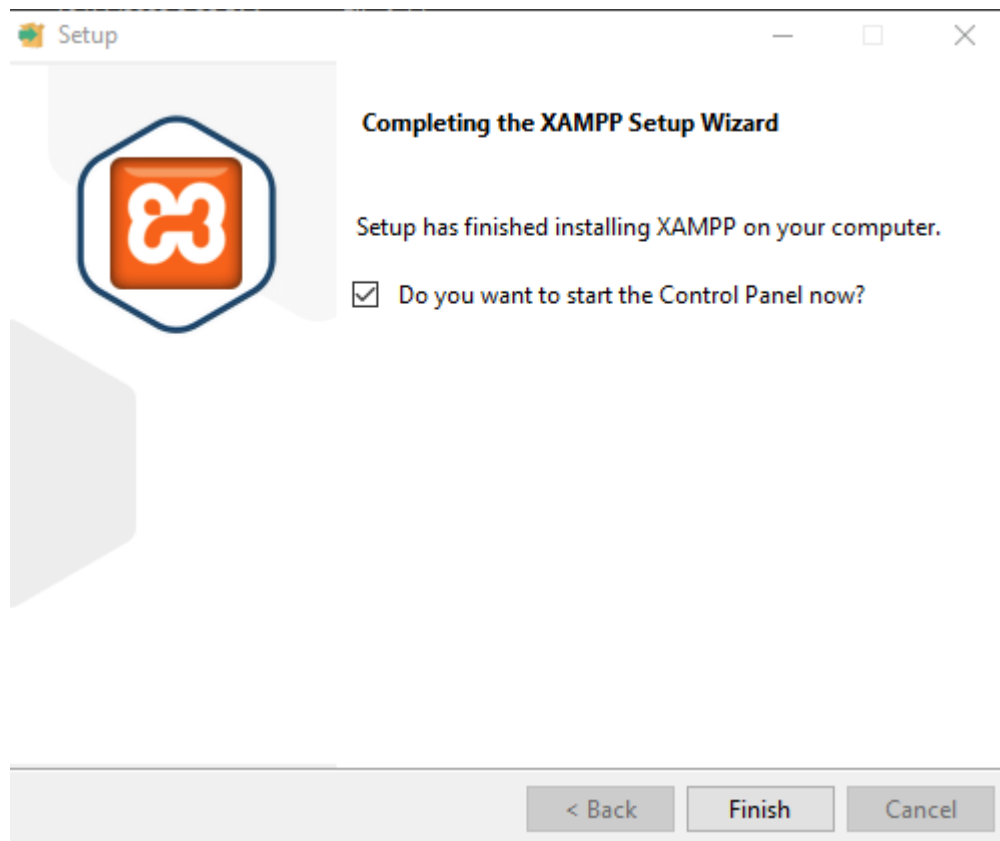 Setup
Completing the XAMPP Setup Wizard
Setup has finished installing XAMPP on your computer.
Do you want to start the Control Panel now?
< Back
Finish
Cancel